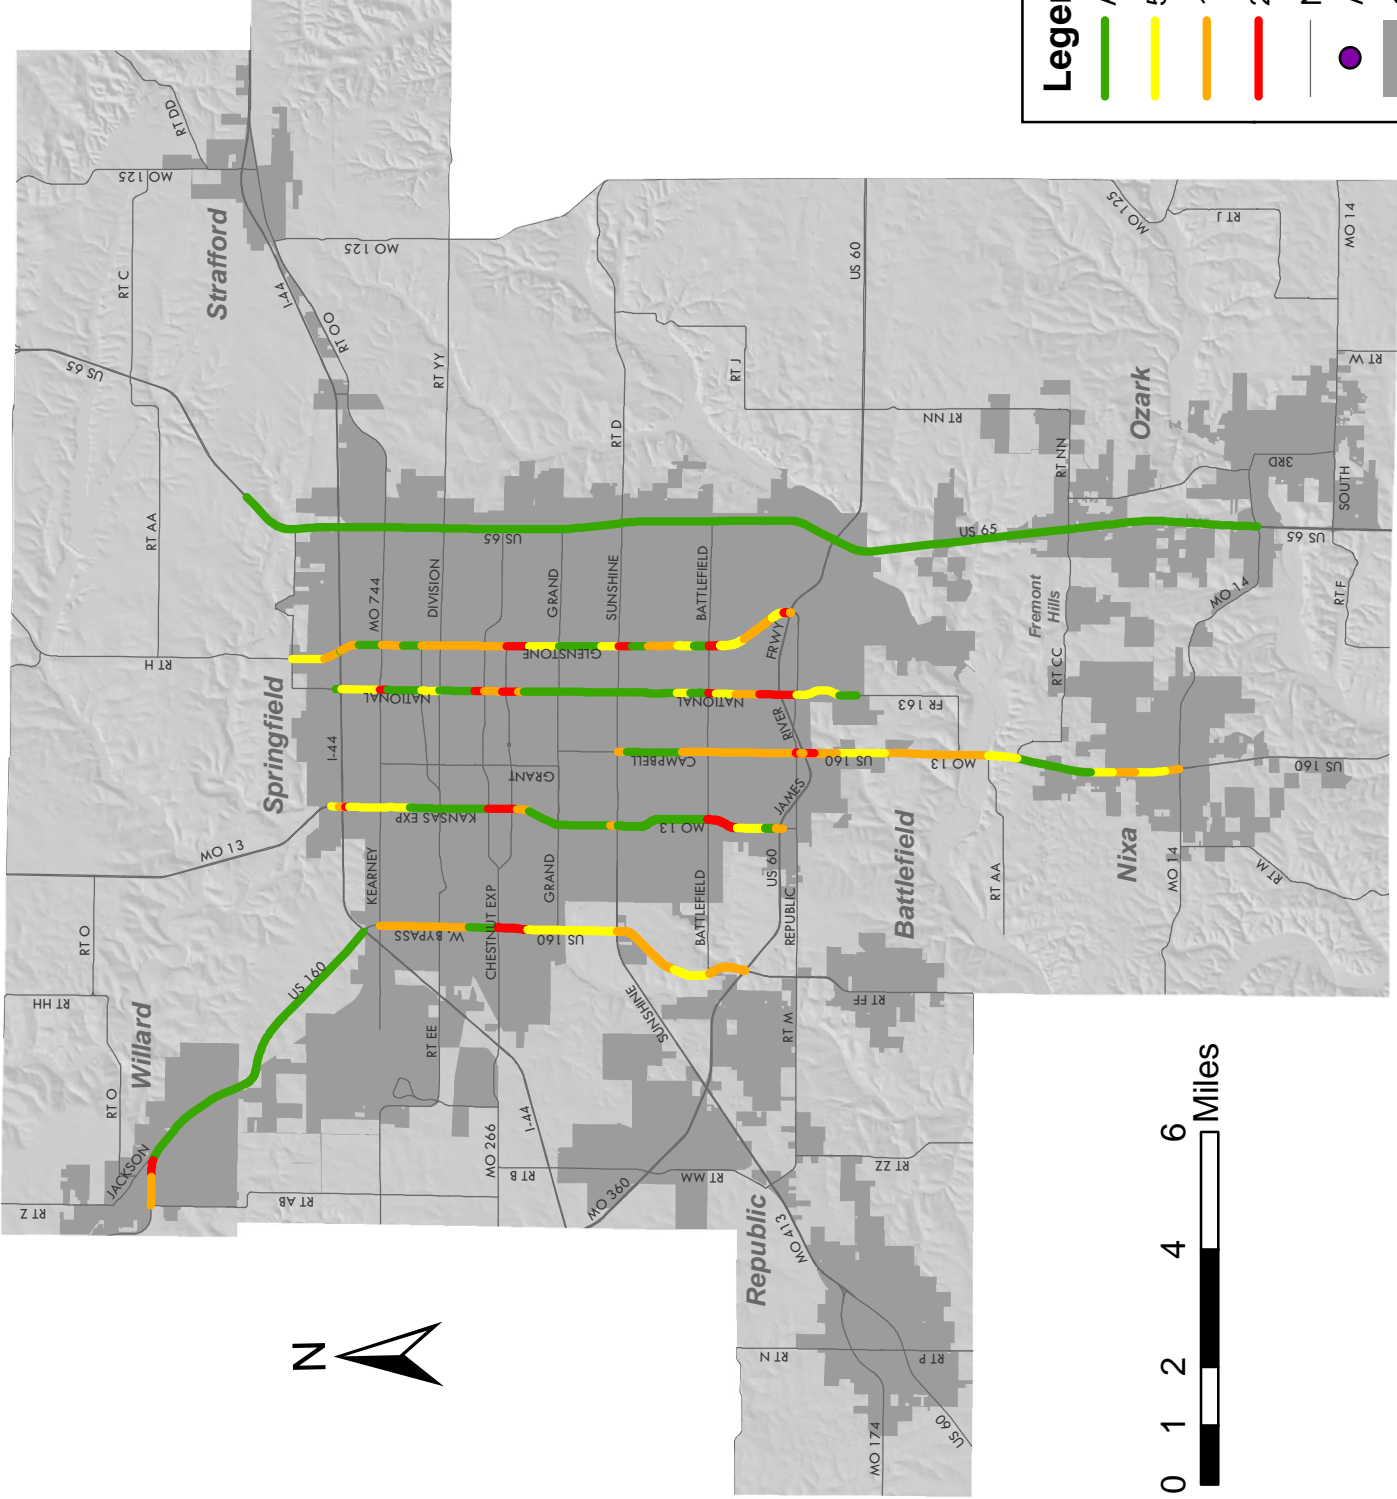 RT DD
MO 125
RT C
Strafford
MO 125
I-44
RT OO
US 65
RT YY
RT AA
RT D
RT J
US 60
MO 125
RT J
MO 14
RT W
RT NN
RT NN
Ozark
3RD
SOUTH
US 65
US 65
US 65
MO 14
RT F
Fremont
Hills
RT CC
MO 744
DIVISION
GRAND
SUNSHINE
BATTLEFIELD
GLENSTONE
FRWY
RT H
Springfield
NATIONAL
NATIONAL
RIVER
FR 163
I-44
GRANT
CAMPBELL
US 160
MO 13
US 160
KANSAS EXP
MO 13
JAMES
MO 13
KEARNEY
GRAND
CHESTNUT EXP
BATTLEFIELD
US 60
REPUBLIC
Battlefield
RT AA
Nixa
MO 14
RT M
W. BYPASS
US 160
RT O
RT HH
US 160
Willard
RT O
JACKSON
RT Z
RT AB
RT EE
SUNSHINE
RT M
RT FF
MO 266
I-44
RT B
MO 360
RT MM
RT ZZ
Republic
MO 413
RT N
RT P
MO 174
US 60
N
0 1 2 4 6
Miles